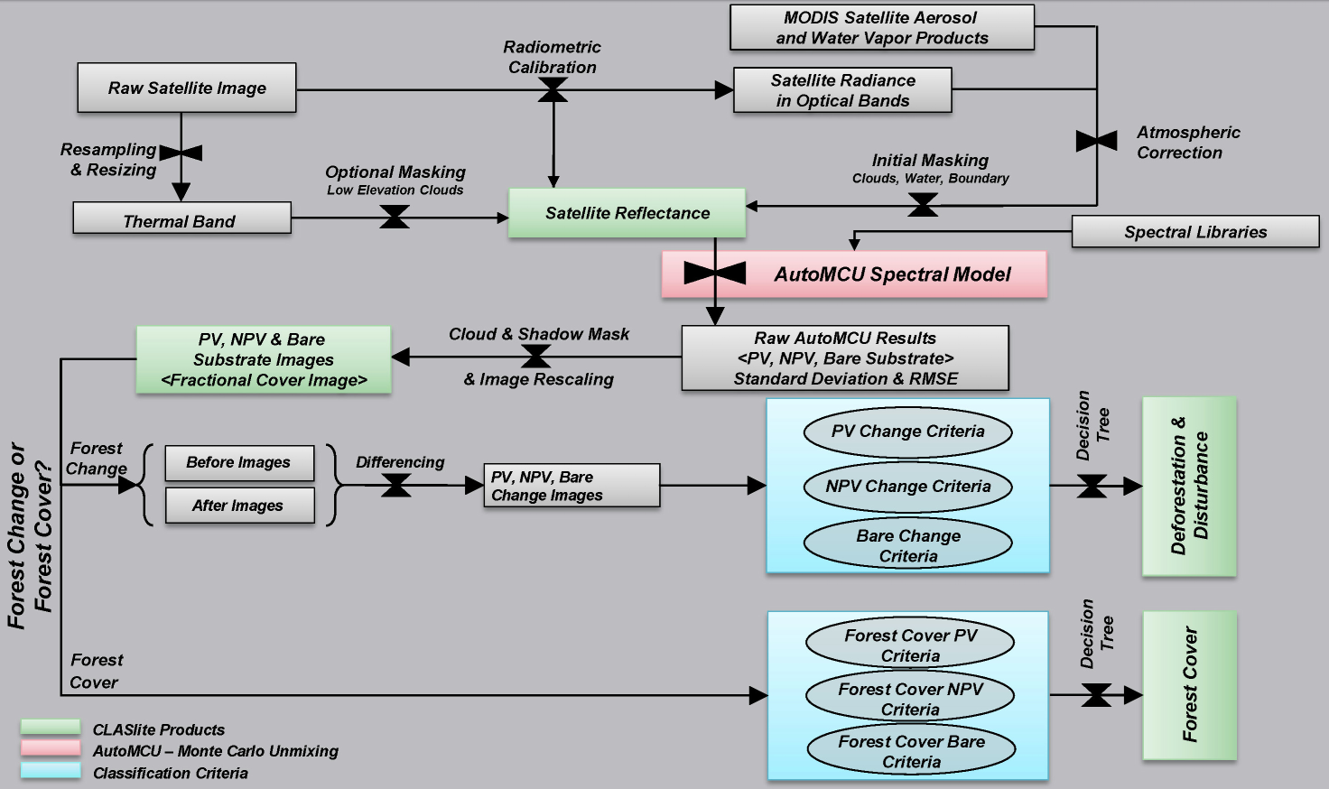 MODIS Satellite Aerosol
and Water Vapor Products
Radiometric
Calibration
Raw Satellite Image
Satellite Radiance
in Optical Bands
Atmospheric
Correction
Resampling
& Resizing
Optional Masking
Low Elevation Clouds
Initial Masking
Clouds, Water, Boundary
Thermal Band
Satellite Reflectance
Spectral Libraries
AutoMCU Spectral Model
PV, NPV & Bare
Substrate Images
<Fractional Cover Image>
Cloud & Shadow Mask
& Image Rescaling
Raw AutoMCU Results
<PV, NPV, Bare Substrate>
Standard Deviation & RMSE
Forest Change or
Forest Cover?
Forest
Change
Before Images
After Images
Differencing
PV, NPV, Bare
Change Images
PV Change Criteria
NPV Change Criteria
Bare Change
Criteria
Decision
Tree
Deforestation &
Disturbance
Forest
Cover
Forest Cover PV
Criteria
Forest Cover NPV
Criteria
Forest Cover Bare
Criteria
Decision
Tree
Forest Cover
CLASlite Products
AutoMCU – Monte Carlo Unmixing
Classification Criteria